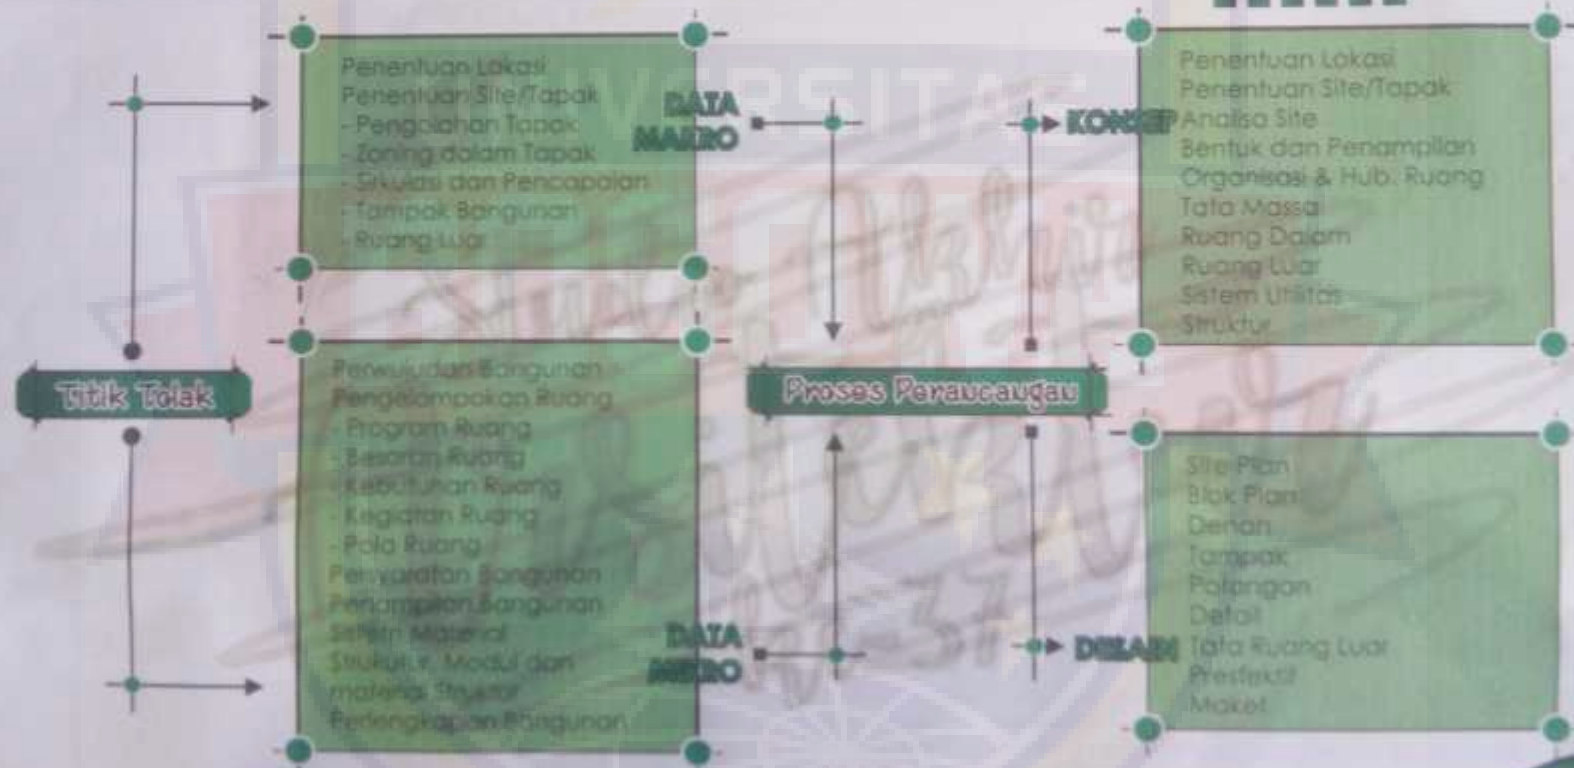 Penentuan Lokasi
Penentuan Site/Tapak
- Pengolahan Tapak
- Zoning dalam Tapak
- Sirkulasi dan Pencapaian
- Tampak Bangunan
- Ruang Luar
DATA
MAKRO
KONSEP
Penentuan Lokasi
Penentuan Site/Tapak
Analisa Site
Bentuk dan Penampilan
Organisasi & Hub. Ruang
Tata Massa
Ruang Dalam
Ruang Luar
Sistem Utilitas
Struktur
Titik Tolak
Perwujudan Bangunan
Pengelompokan Ruang
- Program Ruang
- Besaran Ruang
- Kebutuhan Ruang
- Kegiatan Ruang
- Pola Ruang
Persyaratan Bangunan
Penampilan Bangunan
Sistem Material
Struktur, Modul dan
material Struktur
Perlengkapan Bangunan
Proses Perancangan
DATA
MIKRO
DESAIN
Site Plan
Blok Plan
Denah
Tampak
Potongan
Detail
Tata Ruang Luar
Presfektif
Maket
UNIVERSITAS